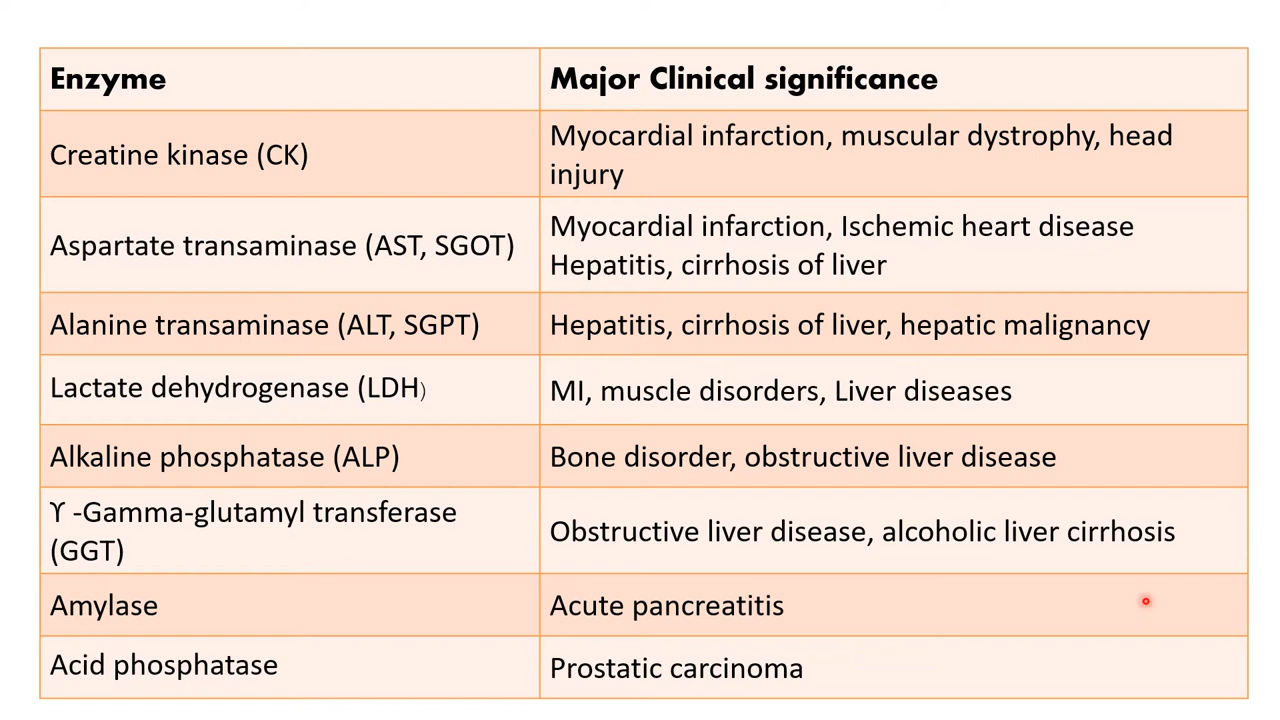 Enzyme
Major Clinical significance
Creatine kinase (CK)
Myocardial infarction, muscular dystrophy, head
injury
Aspartate transaminase (AST, SGOT)
Myocardial infarction, Ischemic heart disease
Hepatitis, cirrhosis of liver
Alanine transaminase (ALT, SGPT)
Hepatitis, cirrhosis of liver, hepatic malignancy
Lactate dehydrogenase (LDH)
MI, muscle disorders, Liver diseases
Alkaline phosphatase (ALP)
Bone disorder, obstructive liver disease
ϒ -Gamma-glutamyl transferase
(GGT)
Obstructive liver disease, alcoholic liver cirrhosis
Amylase
Acute pancreatitis
Acid phosphatase
Prostatic carcinoma